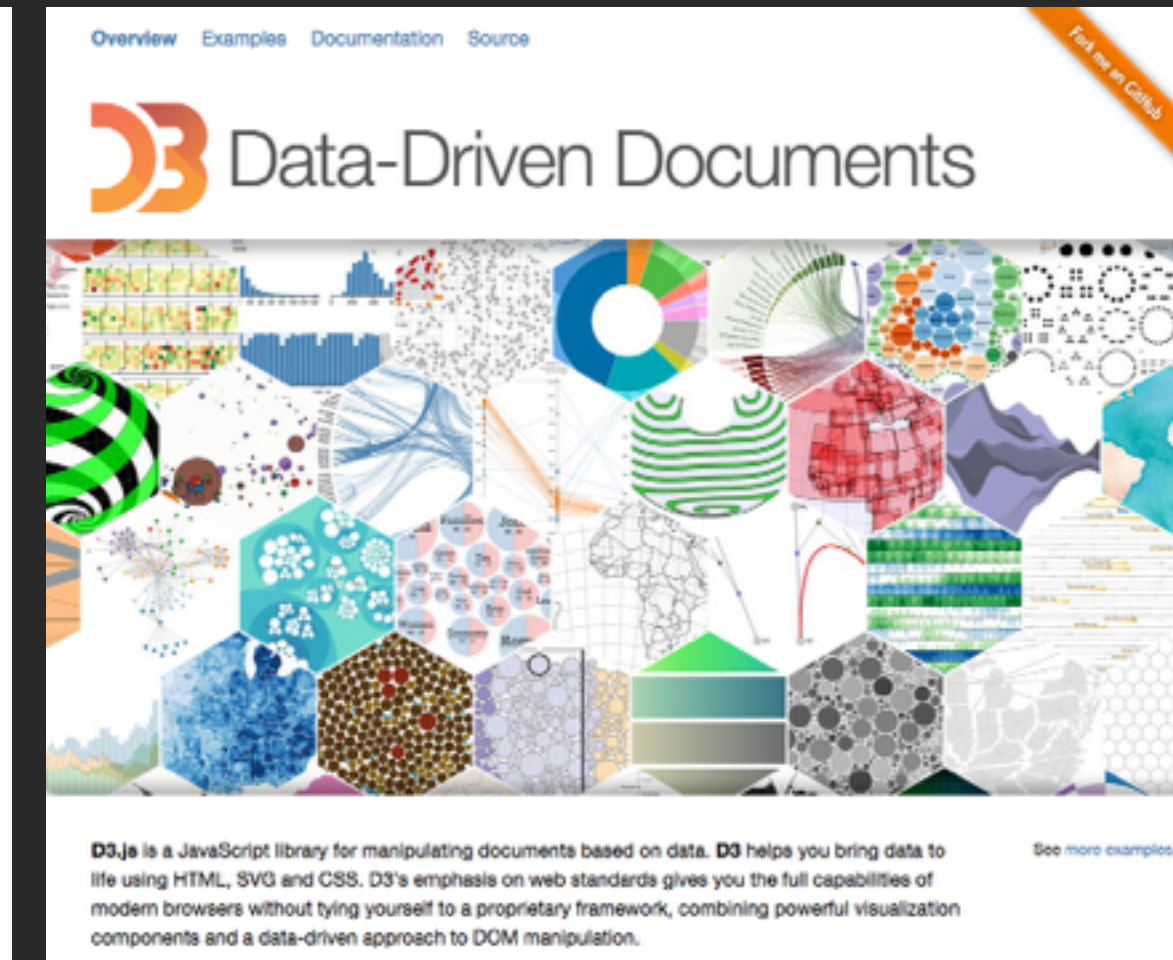 Overview Examples Documentation Source
Fork me on GitHub
D3 Data-Driven Documents
D3.js is a JavaScript library for manipulating documents based on data. D3 helps you bring data to
life using HTML, SVG and CSS. D3's emphasis on web standards gives you the full capabilities of
modern browsers without tying yourself to a proprietary framework, combining powerful visualization
components and a data-driven approach to DOM manipulation.
See more examples.